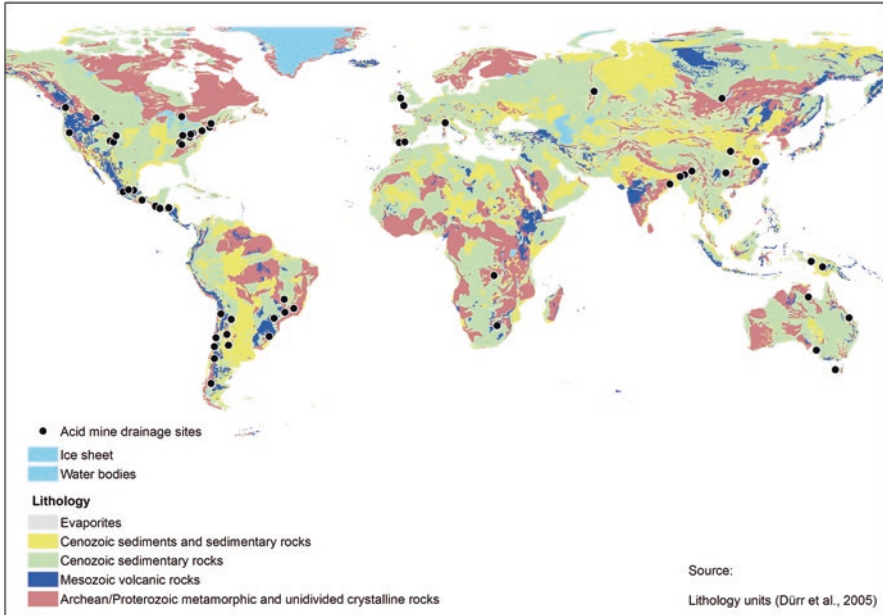 Acid mine drainage sites
Ice sheet
Water bodies
Lithology
Evaporites
Cenozoic sediments and sedimentary rocks
Cenozoic sedimentary rocks
Mesozoic volcanic rocks
Archean/Proterozoic metamorphic and unidivided crystalline rocks
Source:
Lithology units (Dürr et al., 2005)